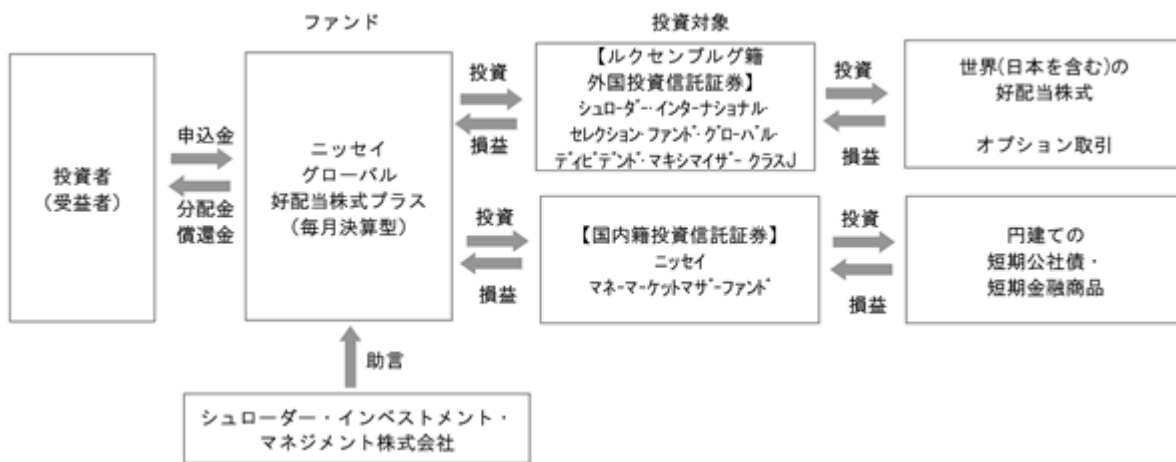 ファンド
投資対象
投資者
(受益者)
申込金
分配金
償還金
ニッセイ
グローバル
好配当株式プラス
(毎月決算型)
投資
損益
【ルクセンブルグ籍
外国投資信託証券】
シュローダー・インターナショナル・
セレクション・ファンド・グローバル・
ディビデンド・マキシマイザー クラスJ
投資
損益
世界(日本を含む)の
好配当株式
オプション取引
投資
損益
【国内籍投資信託証券】
ニッセイ
マネーマーケットマザーファンド
投資
損益
円建ての
短期公社債・
短期金融商品
助言
シュローダー・インベストメント・
マネジメント株式会社